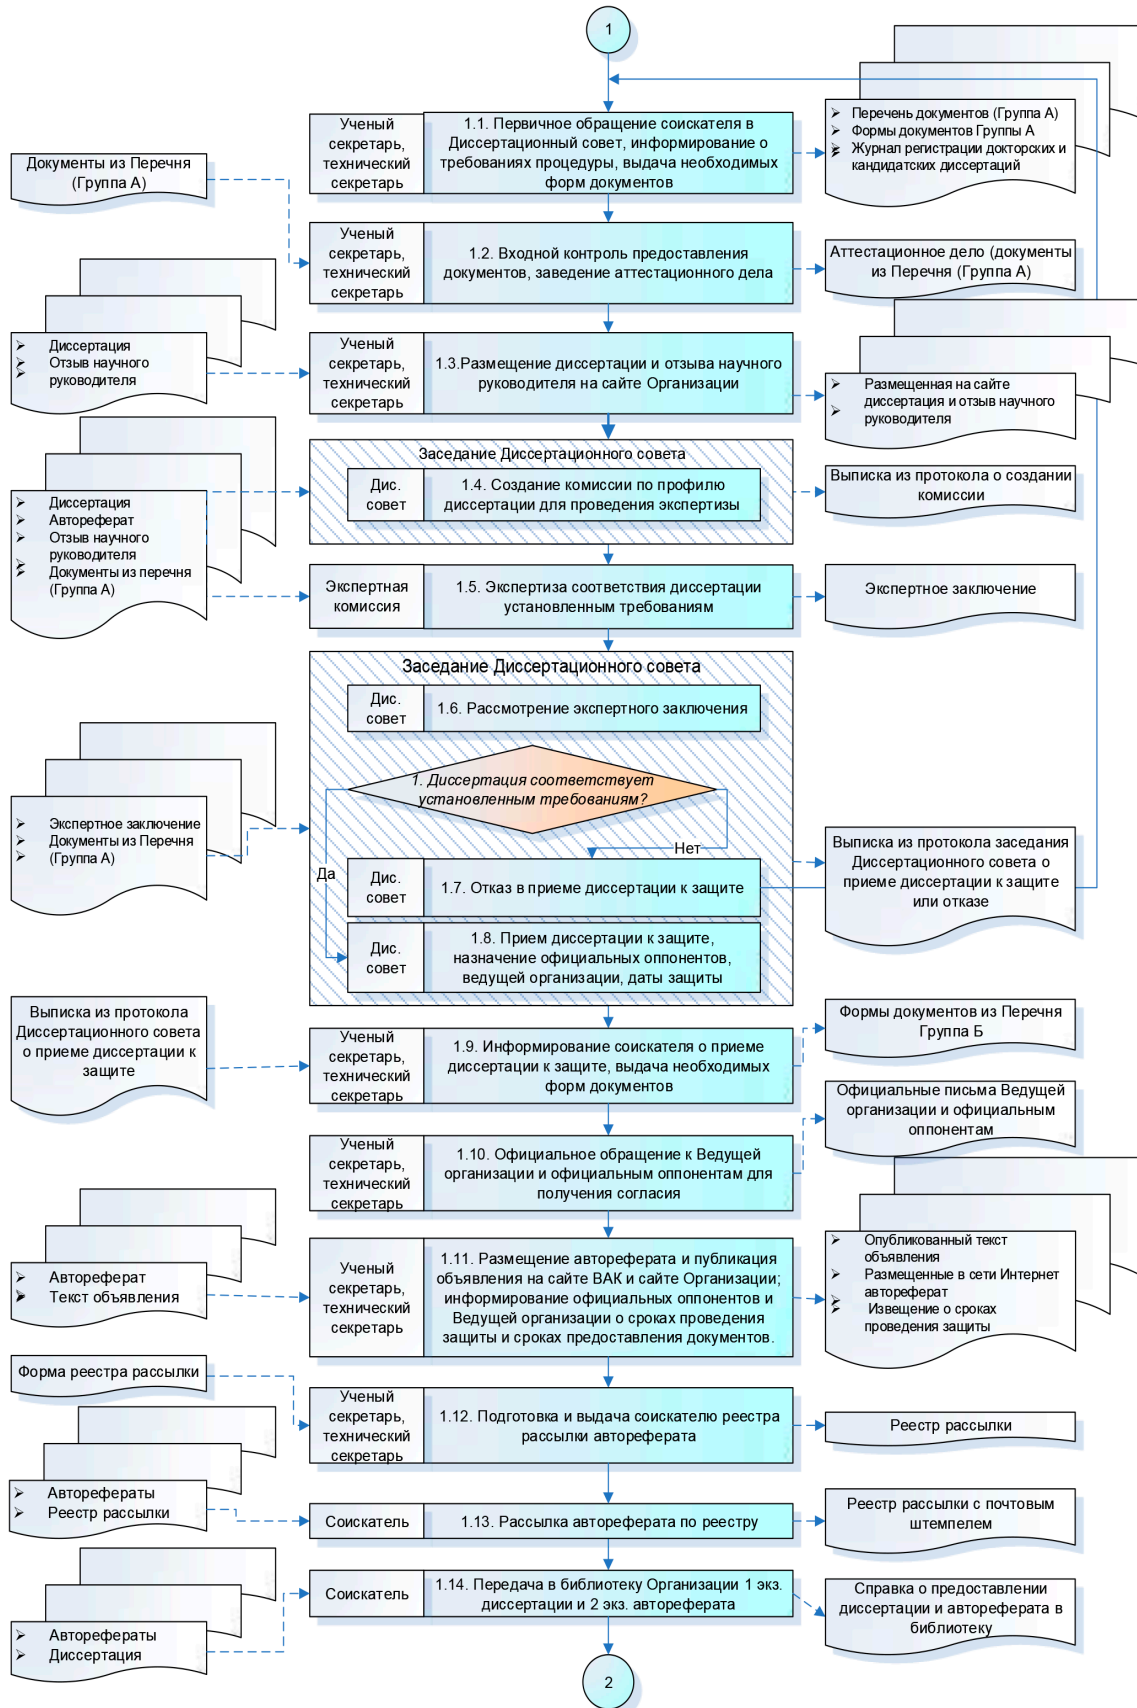 1
Ученый
секретарь,
технический
секретарь
1.1. Первичное обращение соискателя в
Диссертационный совет, информирование о
требованиях процедуры, выдача необходимых
форм документов
Перечень документов (Группа А)
Формы документов Группы А
Журнал регистрации докторских и
кандидатских диссертаций
Документы из Перечня
(Группа А)
Ученый
секретарь,
технический
секретарь
1.2. Входной контроль предоставления
документов, заведение аттестационного дела
Аттестационное дело (документы
из Перечня (Группа А)
Диссертация
Отзыв научного
руководителя
Ученый
секретарь,
технический
секретарь
1.3.Размещение диссертации и отзыва научного
руководителя на сайте Организации
Размещенная на сайте
диссертация и отзыв научного
руководителя
Заседание Диссертационного совета
Дис.
совет
1.4. Создание комиссии по профилю
диссертации для проведения экспертизы
Выписка из протокола о создании
комиссии
Диссертация
Автореферат
Отзыв научного
руководителя
Документы из перечня
(Группа А)
Экспертная
комиссия
1.5. Экспертиза соответствия диссертации
установленным требованиям
Экспертное заключение
Заседание Диссертационного совета
Дис.
совет
1.6. Рассмотрение экспертного заключения
1. Диссертация соответствует
установленным требованиям?
Экспертное заключение
Документы из Перечня
(Группа А)
Нет
Да
Дис.
совет
1.7. Отказ в приеме диссертации к защите
Выписка из протокола заседания
Диссертационного совета о
приеме диссертации к защите
или отказе
Дис.
совет
1.8. Прием диссертации к защите,
назначение официальных оппонентов,
ведущей организации, даты защиты
Выписка из протокола
Диссертационного совета
о приеме диссертации к
защите
Ученый
секретарь,
технический
секретарь
1.9. Информирование соискателя о приеме
диссертации к защите, выдача необходимых
форм документов
Формы документов из Перечня
Группа Б
Ученый
секретарь,
технический
секретарь
1.10. Официальное обращение к Ведущей
организации и официальным оппонентам для
получения согласия
Официальные письма Ведущей
организации и официальным
оппонентам
Автореферат
Текст объявления
Ученый
секретарь,
технический
секретарь
1.11. Размещение автореферата и публикация
объявления на сайте ВАК и сайте Организации;
информирование официальных оппонентов и
Ведущей организации о сроках проведения
защиты и сроках предоставления документов.
Опубликованный текст
объявления
Размещенные в сети Интернет
автореферат
Извещение о сроках
проведения защиты
Форма реестра рассылки
Ученый
секретарь,
технический
секретарь
1.12. Подготовка и выдача соискателю реестра
рассылки автореферата
Реестр рассылки
Авторефераты
Реестр рассылки
Соискатель
1.13. Рассылка автореферата по реестру
Реестр рассылки с почтовым
штемпелем
Авторефераты
Диссертация
Соискатель
1.14. Передача в библиотеку Организации 1 экз.
диссертации и 2 экз. автореферата
Справка о предоставлении
диссертации и автореферата в
библиотеку
2